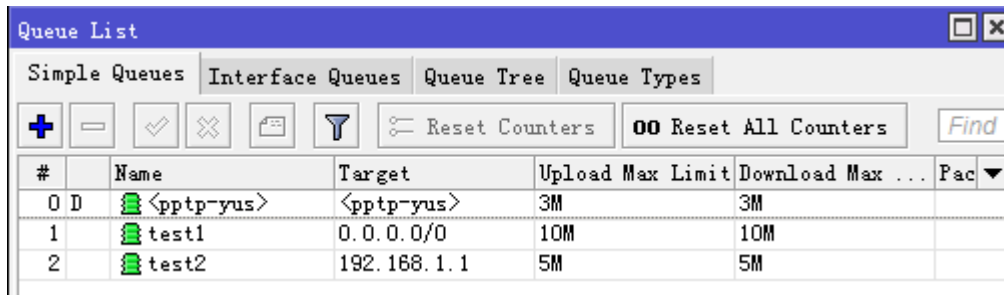 Queue List
Simple Queues Interface Queues Queue Tree Queue Types
Reset Counters 00 Reset All Counters Find
# Name Target Upload Max Limit Download Max ... Pac
0 D <pptp-yus> <pptp-yus> 3M 3M
1 test1 0.0.0.0/0 10M 10M
2 test2 192.168.1.1 5M 5M